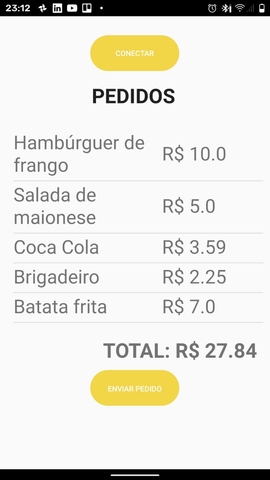 23:12
CONECTAR
PEDIDOS
Hambúrguer de
frango R$ 10.0
Salada de
maionese R$ 5.0
Coca Cola R$ 3.59
Brigadeiro R$ 2.25
Batata frita R$ 7.0
TOTAL: R$ 27.84
ENVIAR PEDIDO